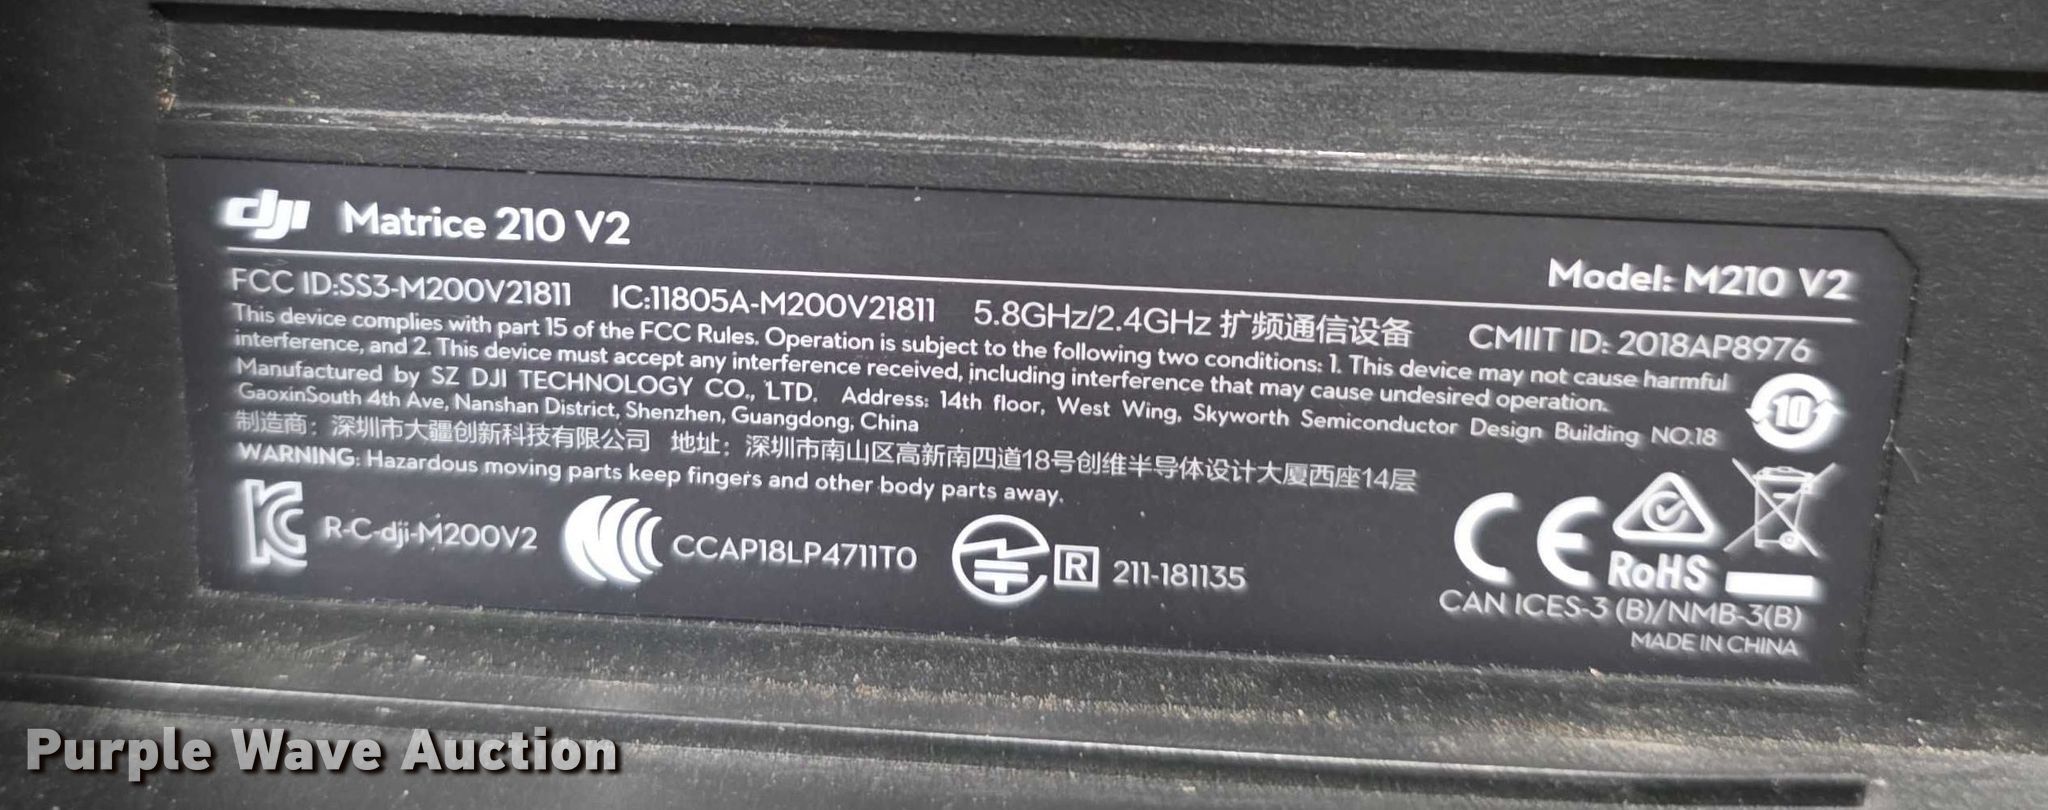 dji Matrice 210 V2
Model: M210 V2
FCC ID:SS3-M200V21811 IC:11805A-M200V21811 5.8GHz/2.4GHz 扩频通信设备 CMIIT ID: 2018AP8976
This device complies with part 15 of the FCC Rules. Operation is subject to the following two conditions: 1. This device may not cause harmful
interference, and 2. This device must accept any interference received, including interference that may cause undesired operation.
Manufactured by SZ DJI TECHNOLOGY CO., LTD. Address: 14th floor, West Wing, Skyworth Semiconductor Design Building NO.18
GaoxinSouth 4th Ave, Nanshan District, Shenzhen, Guangdong, China
制造商：深圳市大疆创新科技有限公司 地址：深圳市南山区高新南四道18号创维半导体设计大厦西座14层
WARNING: Hazardous moving parts keep fingers and other body parts away.
10
R-C-dji-M200V2 CCAP18LP4711T0 R 211-181135
CE RoHS
CAN ICES-3 (B)/NMB-3(B)
MADE IN CHINA
Purple Wave Auction